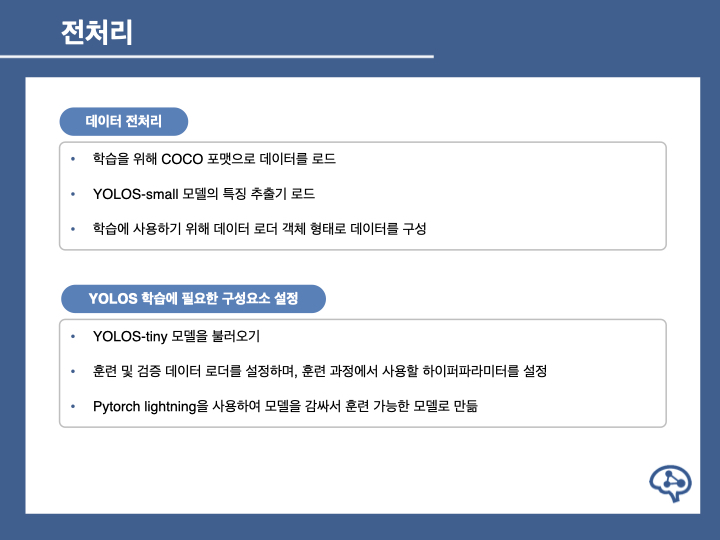 전처리
데이터 전처리
• 학습을 위해 COCO 포맷으로 데이터를 로드
• YOLOS-small 모델의 특징 추출기 로드
• 학습에 사용하기 위해 데이터 로더 객체 형태로 데이터를 구성
YOLOS 학습에 필요한 구성요소 설정
• YOLOS-tiny 모델을 불러오기
• 훈련 및 검증 데이터 로더를 설정하며, 훈련 과정에서 사용할 하이퍼파라미터를 설정
• Pytorch lightning을 사용하여 모델을 감싸서 훈련 가능한 모델로 만듦